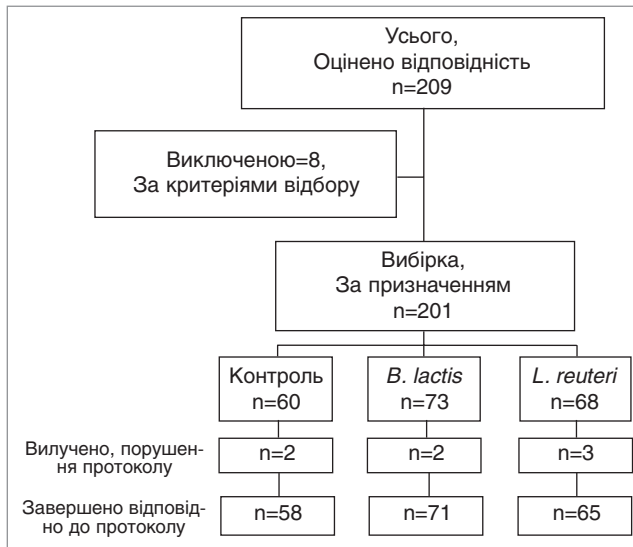 Усього,
Оцінено відповідність
n=209
Виключеною=8,
За критеріями відбору
Вибірка,
За призначенням
n=201
Контроль
n=60
B. lactis
n=73
L. reuteri
n=68
Вилучено, порушен-
ня протоколу
n=2
n=2
n=3
Завершено відповід-
но до протоколу
n=58
n=71
n=65